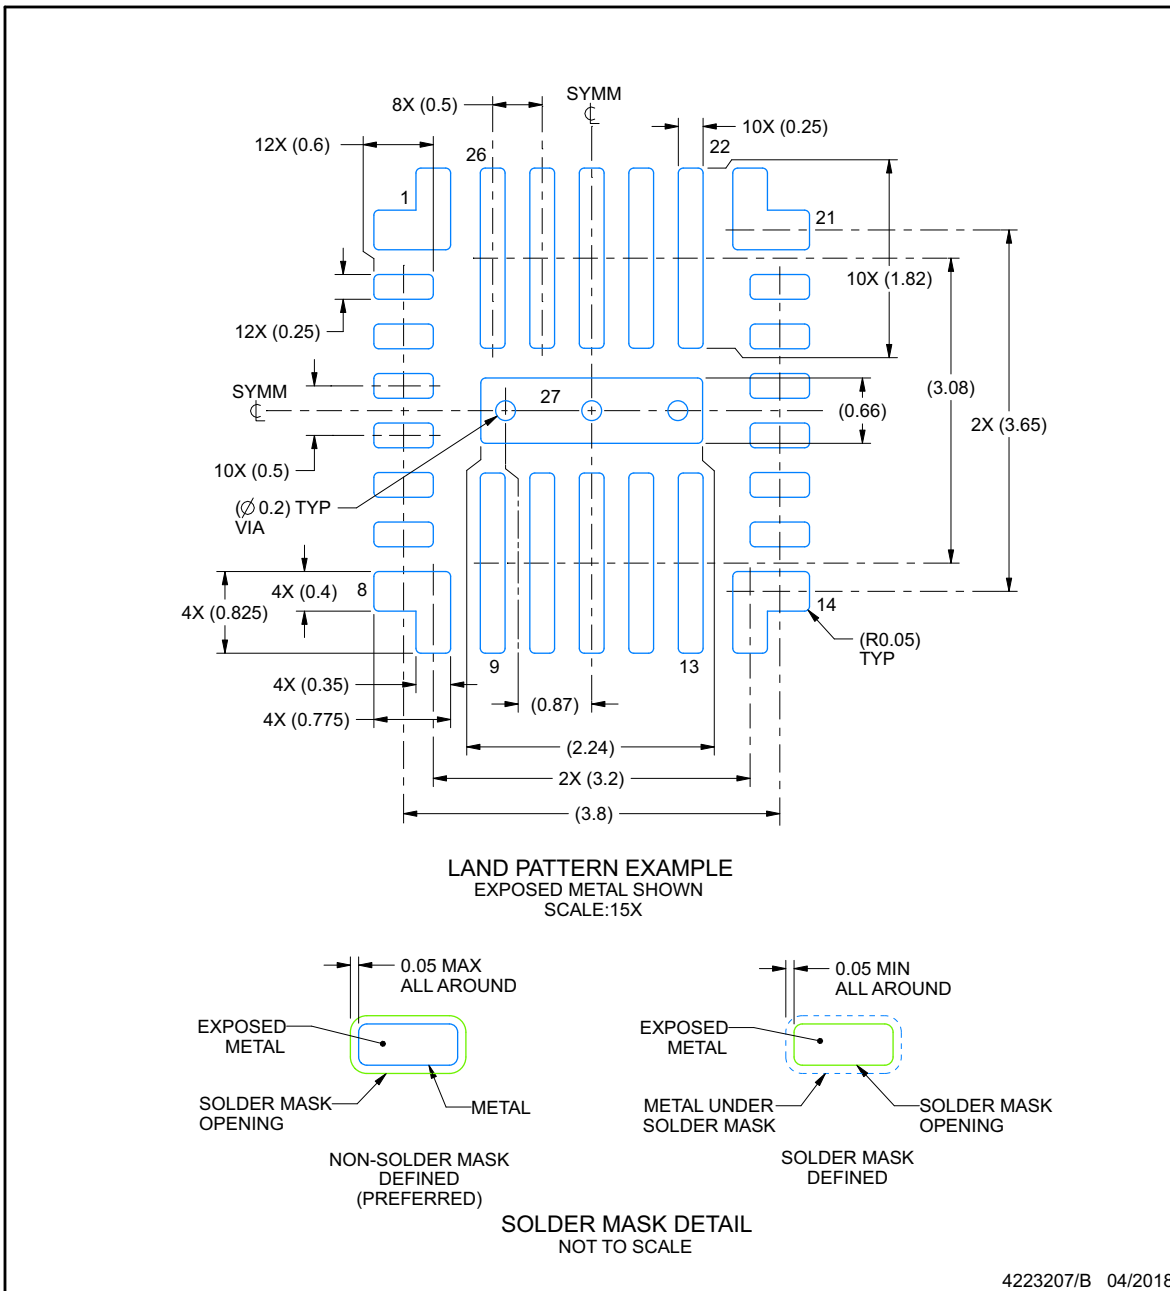 SYMM
℄
8X (0.5)
10X (0.25)
12X (0.6)
26
22
1
21
10X (1.82)
12X (0.25)
SYMM
℄
27
(3.08)
(0.66)
2X (3.65)
10X (0.5)
(∅ 0.2) TYP
VIA
8
4X (0.4)
14
4X (0.825)
(R0.05)
TYP
9
13
4X (0.35)
(0.87)
4X (0.775)
(2.24)
2X (3.2)
(3.8)
LAND PATTERN EXAMPLE
EXPOSED METAL SHOWN
SCALE:15X
0.05 MAX
ALL AROUND
EXPOSED
METAL
SOLDER MASK
OPENING
METAL
NON-SOLDER MASK
DEFINED
(PREFERRED)
0.05 MIN
ALL AROUND
EXPOSED
METAL
METAL UNDER
SOLDER MASK
SOLDER MASK
OPENING
SOLDER MASK
DEFINED
SOLDER MASK DETAIL
NOT TO SCALE
4223207/B 04/2018